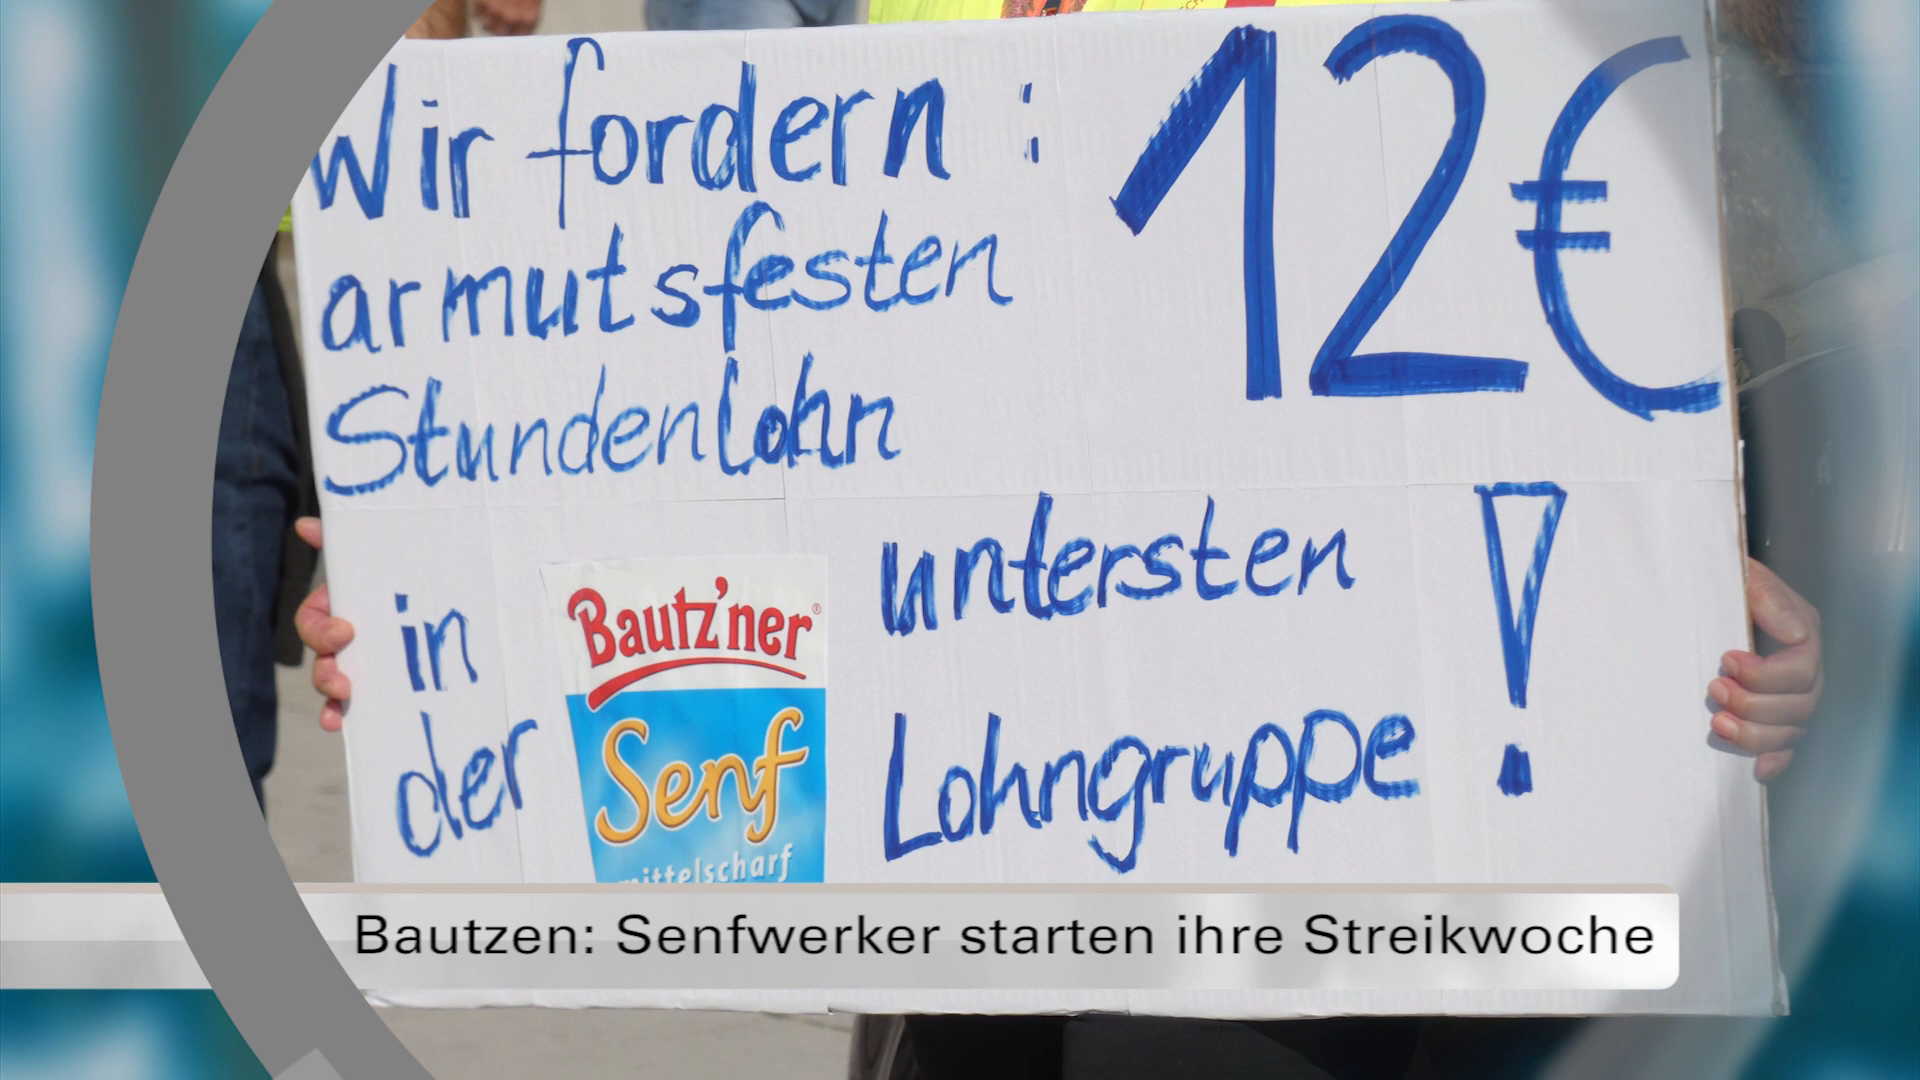 Wir fordern: 12€
armutsfesten
Stundenlohn
in
der
Bautz'ner®
Senf
mittelscharf
untersten
Lohngruppe!
Bautzen: Senfwerker starten ihre Streikwoche